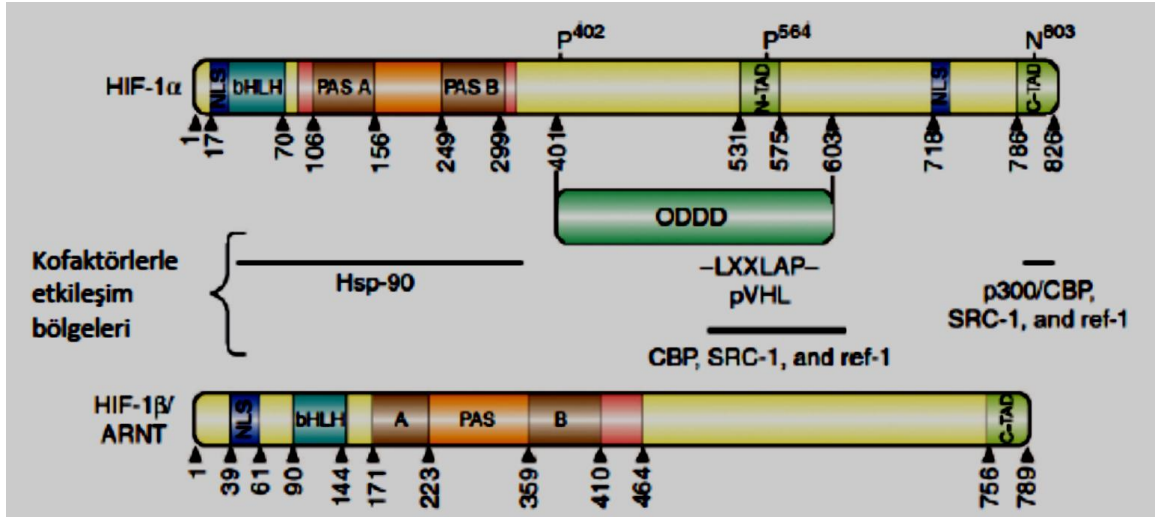 P402 P564 N803
HIF-1α NLS bHLH PAS A PAS B N-TAD NLS C-TAD
1 17 70 106 156 249 299 401 531 575 603 718 786 826
ODDD
Kofaktörlerle
etkileşim
bölgeleri
Hsp-90
–LXXLAP–
pVHL
p300/CBP,
SRC-1, and ref-1
CBP, SRC-1, and ref-1
HIF-1β/
ARNT
NLS bHLH A PAS B C-TAD
1 39 61 90 144 171 223 359 410 464 756 789